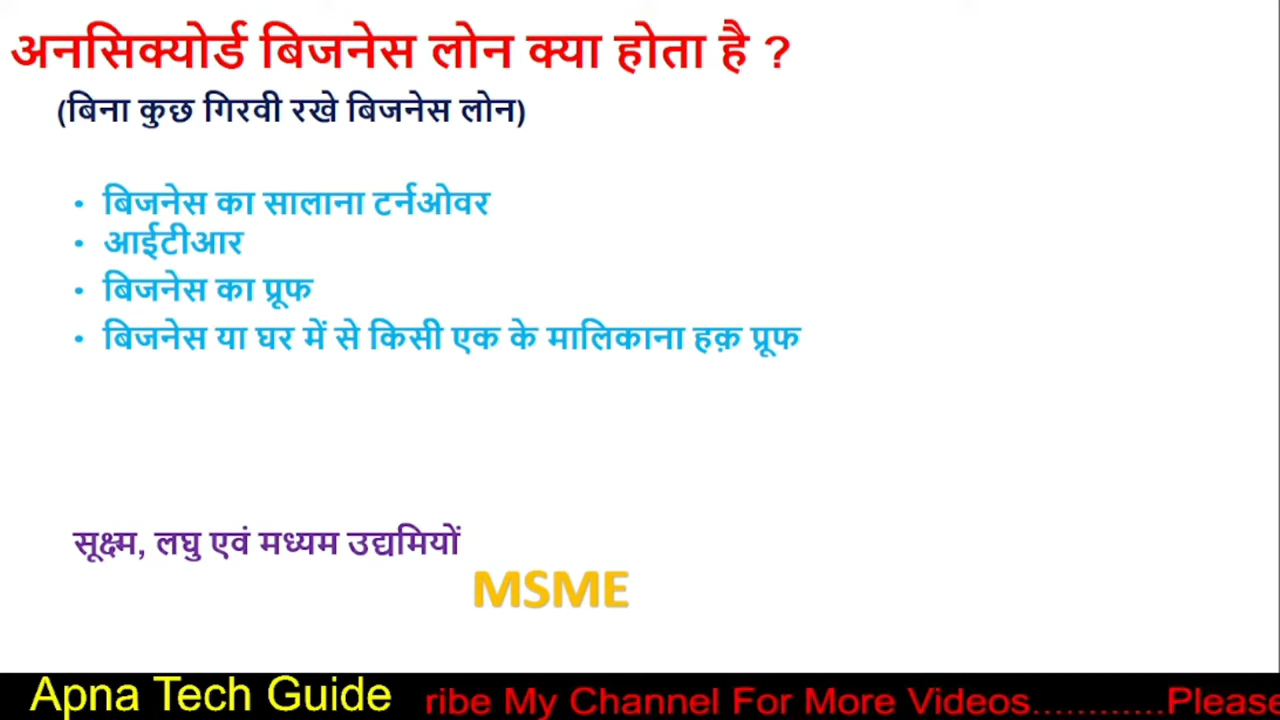 अनसिक्योर्ड बिजनेस लोन क्या होता है ?
(बिना कुछ गिरवी रखे बिजनेस लोन)
• बिजनेस का सालाना टर्नओवर
• आईटीआर
• बिजनेस का प्रूफ
• बिजनेस या घर में से किसी एक के मालिकाना हक़ प्रूफ
सूक्ष्म, लघु एवं मध्यम उद्यमियों
MSME
Apna Tech Guide
ribe My Channel For More Videos............Please